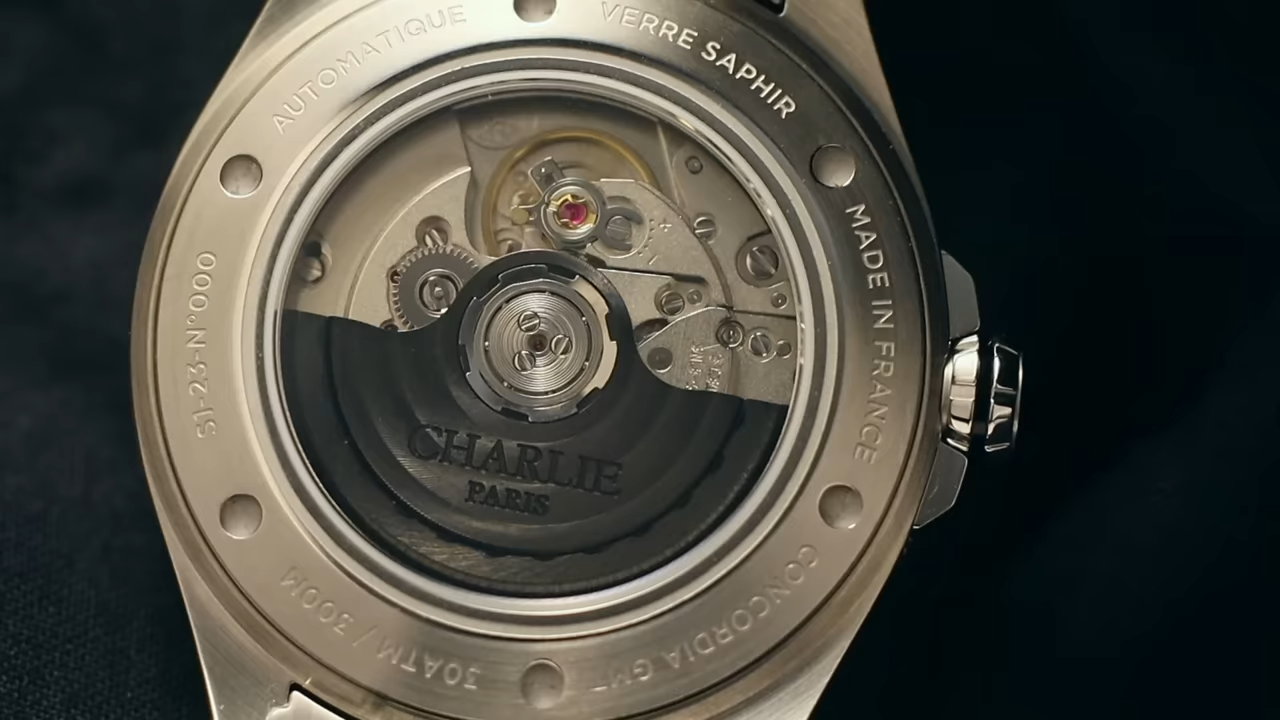 AUTOMATIQUE
VERRE SAPHIR
MADE IN FRANCE
CONCORDIA GMT
30ATM / 300M
S1-23-N°000
CHARLIE
PARIS